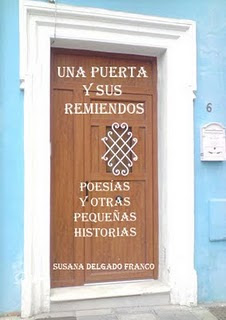 UNA PUERTA
Y SUS
REMIENDOS
6
POESÍAS
Y OTRAS
PEQUEÑAS
HISTORIAS
SUSANA DELGADO FRANCO